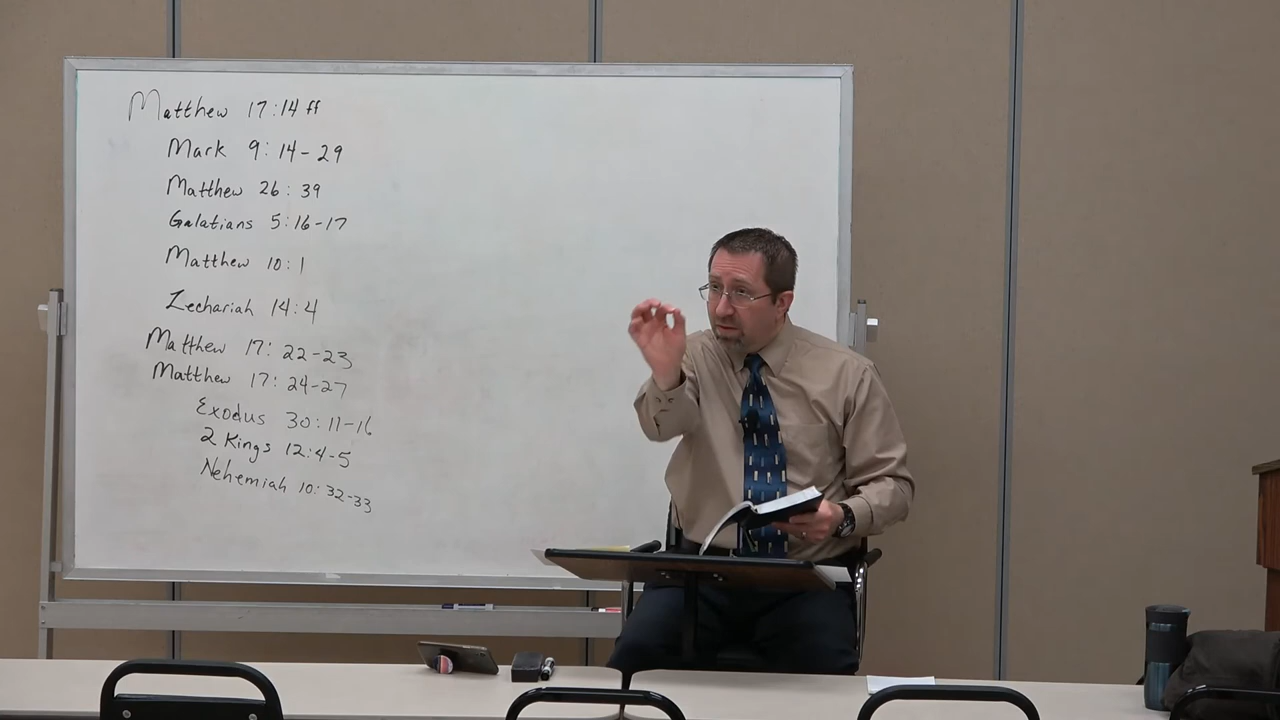 Matthew 17:14 ff
Mark 9:14-29
Matthew 26:39
Galatians 5:16-17
Matthew 10:1
Zechariah 14:4
Matthew 17:22-23
Matthew 17:24-27
Exodus 30:11-16
2 Kings 12:4-5
Nehemiah 10:32-33